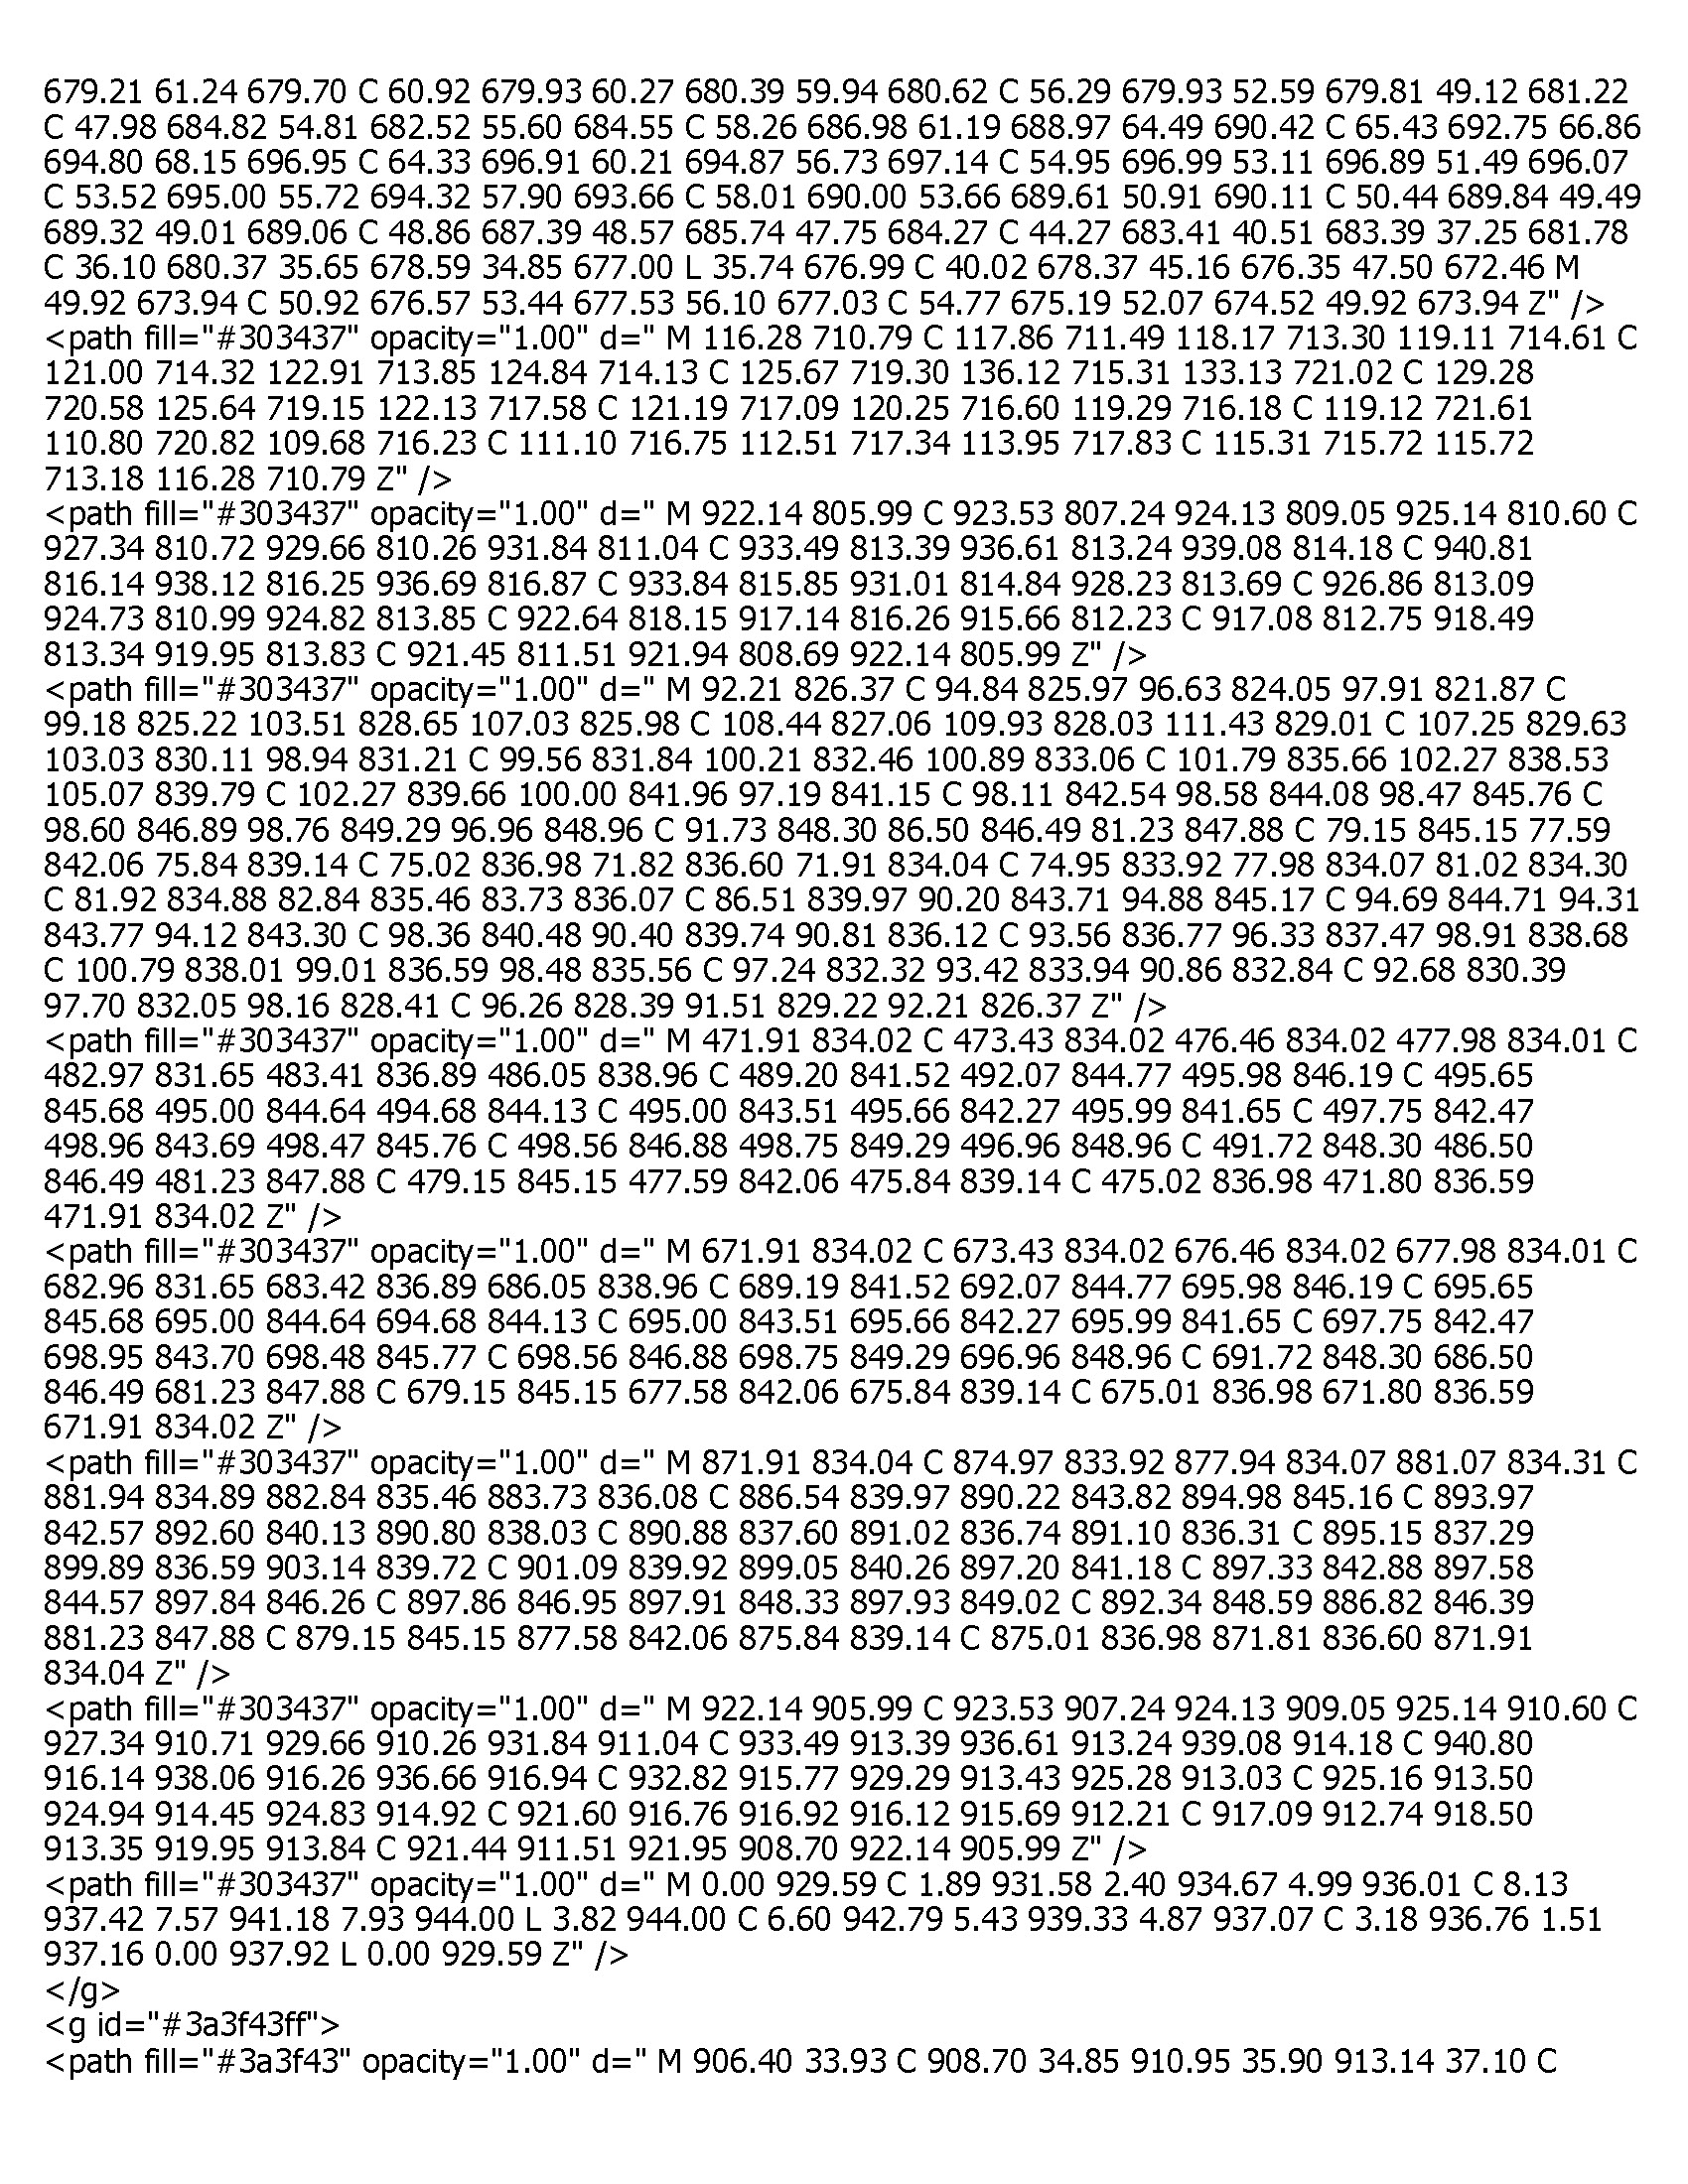 679.21 61.24 679.70 C 60.92 679.93 60.27 680.39 59.94 680.62 C 56.29 679.93 52.59 679.81 49.12 681.22
C 47.98 684.82 54.81 682.52 55.60 684.55 C 58.26 686.98 61.19 688.97 64.49 690.42 C 65.43 692.75 66.86
694.80 68.15 696.95 C 64.33 696.91 60.21 694.87 56.73 697.14 C 54.95 696.99 53.11 696.89 51.49 696.07
C 53.52 695.00 55.72 694.32 57.90 693.66 C 58.01 690.00 53.66 689.61 50.91 690.11 C 50.44 689.84 49.49
689.32 49.01 689.06 C 48.86 687.39 48.57 685.74 47.75 684.27 C 44.27 683.41 40.51 683.39 37.25 681.78
C 36.10 680.37 35.65 678.59 34.85 677.00 L 35.74 676.99 C 40.02 678.37 45.16 676.35 47.50 672.46 M
49.92 673.94 C 50.92 676.57 53.44 677.53 56.10 677.03 C 54.77 675.19 52.07 674.52 49.92 673.94 Z" />
<path fill="#303437" opacity="1.00" d=" M 116.28 710.79 C 117.86 711.49 118.17 713.30 119.11 714.61 C
121.00 714.32 122.91 713.85 124.84 714.13 C 125.67 719.30 136.12 715.31 133.13 721.02 C 129.28
720.58 125.64 719.15 122.13 717.58 C 121.19 717.09 120.25 716.60 119.29 716.18 C 119.12 721.61
110.80 720.82 109.68 716.23 C 111.10 716.75 112.51 717.34 113.95 717.83 C 115.31 715.72 115.72
713.18 116.28 710.79 Z" />
<path fill="#303437" opacity="1.00" d=" M 922.14 805.99 C 923.53 807.24 924.13 809.05 925.14 810.60 C
927.34 810.72 929.66 810.26 931.84 811.04 C 933.49 813.39 936.61 813.24 939.08 814.18 C 940.81
816.14 938.12 816.25 936.69 816.87 C 933.84 815.85 931.01 814.84 928.23 813.69 C 926.86 813.09
924.73 810.99 924.82 813.85 C 922.64 818.15 917.14 816.26 915.66 812.23 C 917.08 812.75 918.49
813.34 919.95 813.83 C 921.45 811.51 921.94 808.69 922.14 805.99 Z" />
<path fill="#303437" opacity="1.00" d=" M 92.21 826.37 C 94.84 825.97 96.63 824.05 97.91 821.87 C
99.18 825.22 103.51 828.65 107.03 825.98 C 108.44 827.06 109.93 828.03 111.43 829.01 C 107.25 829.63
103.03 830.11 98.94 831.21 C 99.56 831.84 100.21 832.46 100.89 833.06 C 101.79 835.66 102.27 838.53
105.07 839.79 C 102.27 839.66 100.00 841.96 97.19 841.15 C 98.11 842.54 98.58 844.08 98.47 845.76 C
98.60 846.89 98.76 849.29 96.96 848.96 C 91.73 848.30 86.50 846.49 81.23 847.88 C 79.15 845.15 77.59
842.06 75.84 839.14 C 75.02 836.98 71.82 836.60 71.91 834.04 C 74.95 833.92 77.98 834.07 81.02 834.30
C 81.92 834.88 82.84 835.46 83.73 836.07 C 86.51 839.97 90.20 843.71 94.88 845.17 C 94.69 844.71 94.31
843.77 94.12 843.30 C 98.36 840.48 90.40 839.74 90.81 836.12 C 93.56 836.77 96.33 837.47 98.91 838.68
C 100.79 838.01 99.01 836.59 98.48 835.56 C 97.24 832.32 93.42 833.94 90.86 832.84 C 92.68 830.39
97.70 832.05 98.16 828.41 C 96.26 828.39 91.51 829.22 92.21 826.37 Z" />
<path fill="#303437" opacity="1.00" d=" M 471.91 834.02 C 473.43 834.02 476.46 834.02 477.98 834.01 C
482.97 831.65 483.41 836.89 486.05 838.96 C 489.20 841.52 492.07 844.77 495.98 846.19 C 495.65
845.68 495.00 844.64 494.68 844.13 C 495.00 843.51 495.66 842.27 495.99 841.65 C 497.75 842.47
498.96 843.69 498.47 845.76 C 498.56 846.88 498.75 849.29 496.96 848.96 C 491.72 848.30 486.50
846.49 481.23 847.88 C 479.15 845.15 477.59 842.06 475.84 839.14 C 475.02 836.98 471.80 836.59
471.91 834.02 Z" />
<path fill="#303437" opacity="1.00" d=" M 671.91 834.02 C 673.43 834.02 676.46 834.02 677.98 834.01 C
682.96 831.65 683.42 836.89 686.05 838.96 C 689.19 841.52 692.07 844.77 695.98 846.19 C 695.65
845.68 695.00 844.64 694.68 844.13 C 695.00 843.51 695.66 842.27 695.99 841.65 C 697.75 842.47
698.95 843.70 698.48 845.77 C 698.56 846.88 698.75 849.29 696.96 848.96 C 691.72 848.30 686.50
846.49 681.23 847.88 C 679.15 845.15 677.58 842.06 675.84 839.14 C 675.01 836.98 671.80 836.59
671.91 834.02 Z" />
<path fill="#303437" opacity="1.00" d=" M 871.91 834.04 C 874.97 833.92 877.94 834.07 881.07 834.31 C
881.94 834.89 882.84 835.46 883.73 836.08 C 886.54 839.97 890.22 843.82 894.98 845.16 C 893.97
842.57 892.60 840.13 890.80 838.03 C 890.88 837.60 891.02 836.74 891.10 836.31 C 895.15 837.29
899.89 836.59 903.14 839.72 C 901.09 839.92 899.05 840.26 897.20 841.18 C 897.33 842.88 897.58
844.57 897.84 846.26 C 897.86 846.95 897.91 848.33 897.93 849.02 C 892.34 848.59 886.82 846.39
881.23 847.88 C 879.15 845.15 877.58 842.06 875.84 839.14 C 875.01 836.98 871.81 836.60 871.91
834.04 Z" />
<path fill="#303437" opacity="1.00" d=" M 922.14 905.99 C 923.53 907.24 924.13 909.05 925.14 910.60 C
927.34 910.71 929.66 910.26 931.84 911.04 C 933.49 913.39 936.61 913.24 939.08 914.18 C 940.80
916.14 938.06 916.26 936.66 916.94 C 932.82 915.77 929.29 913.43 925.28 913.03 C 925.16 913.50
924.94 914.45 924.83 914.92 C 921.60 916.76 916.92 916.12 915.69 912.21 C 917.09 912.74 918.50
913.35 919.95 913.84 C 921.44 911.51 921.95 908.70 922.14 905.99 Z" />
<path fill="#303437" opacity="1.00" d=" M 0.00 929.59 C 1.89 931.58 2.40 934.67 4.99 936.01 C 8.13
937.42 7.57 941.18 7.93 944.00 L 3.82 944.00 C 6.60 942.79 5.43 939.33 4.87 937.07 C 3.18 936.76 1.51
937.16 0.00 937.92 L 0.00 929.59 Z" />
</g>
<g id="#3a3f43ff">
<path fill="#3a3f43" opacity="1.00" d=" M 906.40 33.93 C 908.70 34.85 910.95 35.90 913.14 37.10 C